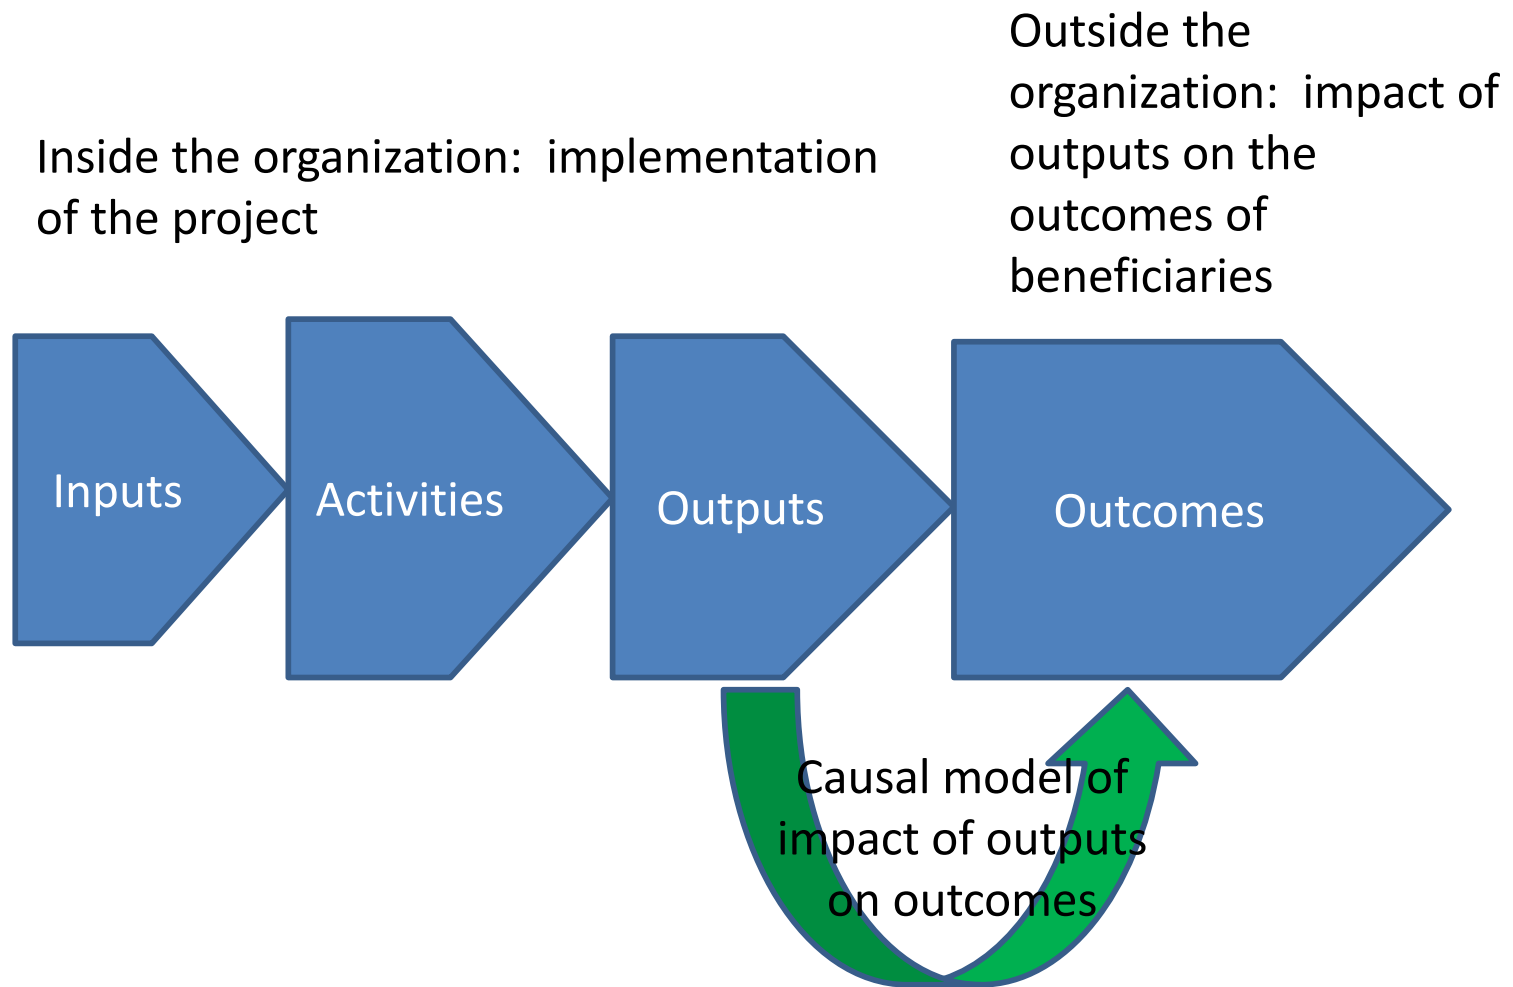 Inside the organization:  implementation
of the project
Outside the
organization:  impact of
outputs on the
outcomes of
beneficiaries
Inputs
Activities
Outputs
Outcomes
Causal model of
impact of outputs
on outcomes